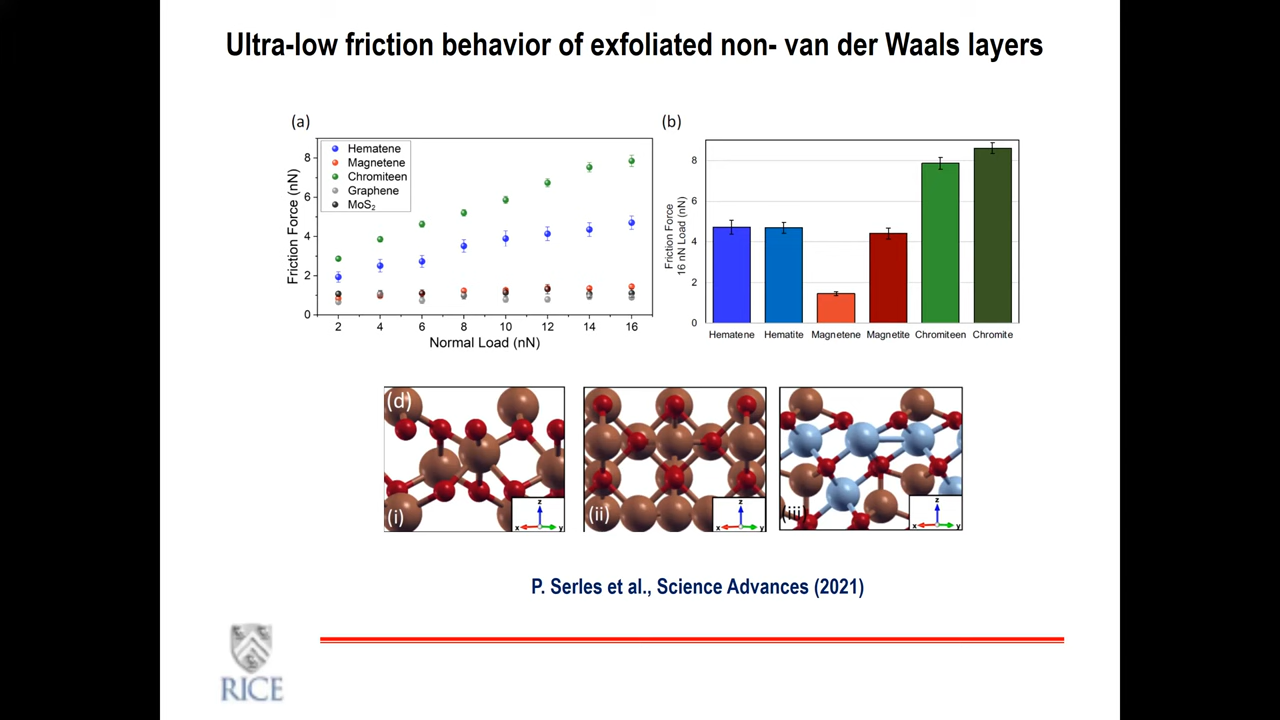 Ultra-low friction behavior of exfoliated non- van der Waals layers
(a)
Hematene
Magnetene
Chromiteen
Graphene
MoS₂
Friction Force (nN)
8
6
4
2
0
2 4 6 8 10 12 14 16
Normal Load (nN)
(b)
Friction Force
16 nN Load (nN)
8
6
4
2
0
Hematene Hematite Magnetene Magnetite Chromiteen Chromite
(d)
(i)
z
x y
(ii)
z
x y
(iii)
z
x y
P. Serles et al., Science Advances (2021)
RICE